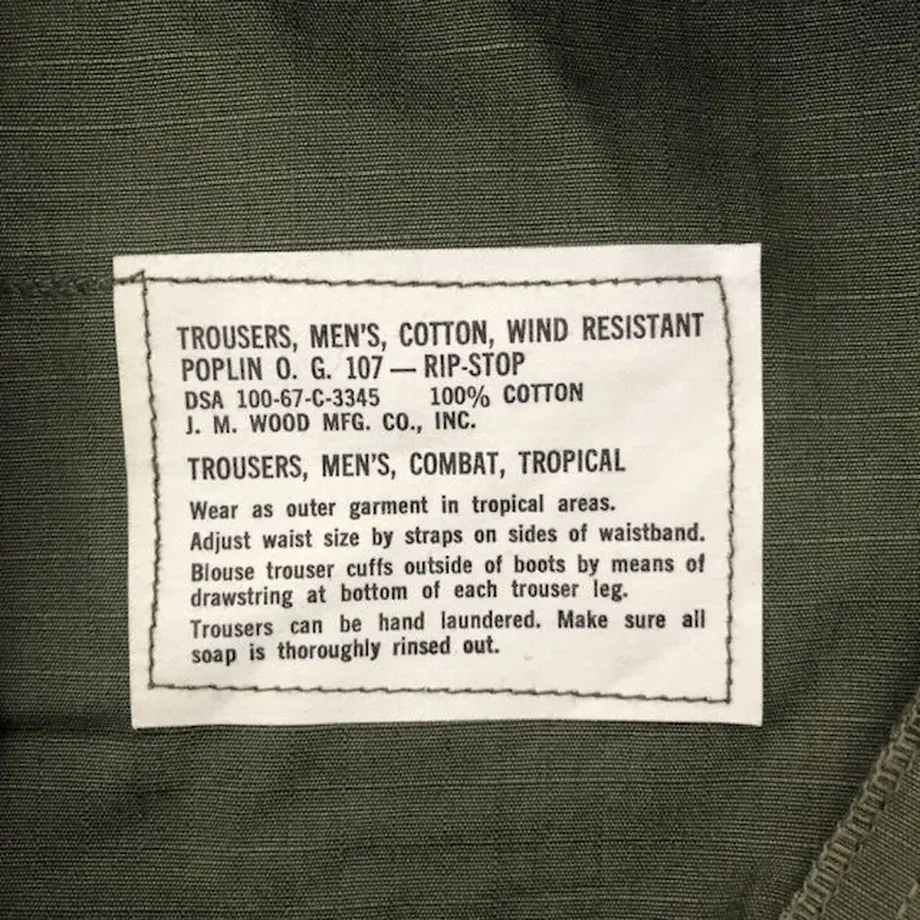 TROUSERS, MEN'S, COTTON, WIND RESISTANT
POPLIN O. G. 107 — RIP-STOP
DSA 100-67-C-3345 100% COTTON
J. M. WOOD MFG. CO., INC.
TROUSERS, MEN'S, COMBAT, TROPICAL
Wear as outer garment in tropical areas.
Adjust waist size by straps on sides of waistband.
Blouse trouser cuffs outside of boots by means of
drawstring at bottom of each trouser leg.
Trousers can be hand laundered. Make sure all
soap is thoroughly rinsed out.